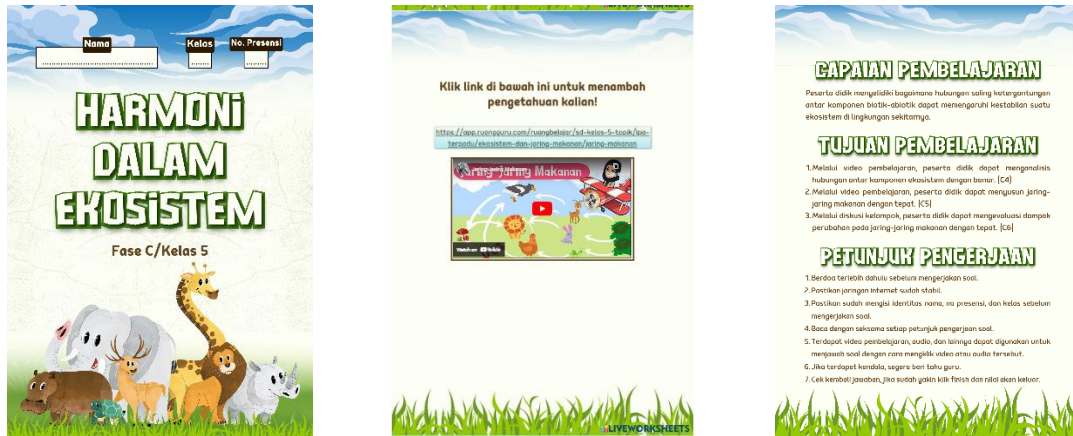 Nama
Kelas
No. Presensi
HARMONI
DALAM
EKOSISTEM
Fase C/Kelas 5
LIVEWORKSHEETS
Klik link di bawah ini untuk menambah
pengetahuan kalian!
https://app.ruangguru.com/ruangbelajar/sd-kelas-5-topik/ipa-
terpadu/ekosistem-dan-jaring-makanan/jaring-makanan
Jaring Makanan
LIVEWORKSHEETS
CAPAIAN PEMBELAJARAN
Peserta didik menyelidiki bagaimana hubungan saling ketergantungan
antar komponen biotik-abiotik dapat memengaruhi kestabilan suatu
ekosistem di lingkungan sekitarnya.
TUJUAN PEMBELAJARAN
1. Melalui video pembelajaran, peserta didik dapat menganalisis
hubungan antar komponen ekosistem dengan benar. (C4)
2. Melalui video pembelajaran, peserta didik dapat menyusun jaring-
jaring makanan dengan tepat. (C5)
3. Melalui diskusi kelompok, peserta didik dapat mengevaluasi dampak
perubahan pada jaring-jaring makanan dengan tepat. (C6)
PETUNJUK PENGERJAAN
1. Berdoa terlebih dahulu sebelum mengerjakan soal.
2. Pastikan jaringan internet sudah stabil.
3. Pastikan sudah mengisi identitas nama, no presensi, dan kelas sebelum
mengerjakan soal.
4. Baca dengan seksama setiap petunjuk pengerjaan soal.
5. Terdapat video pembelajaran, audio, dan lainnya dapat digunakan untuk
menjawab soal dengan cara mengklik video atau audio tersebut.
6. Jika terdapat kendala, segera beri tahu guru.
7. Cek kembali jawaban, jika sudah yakin klik finish dan nilai akan keluar.